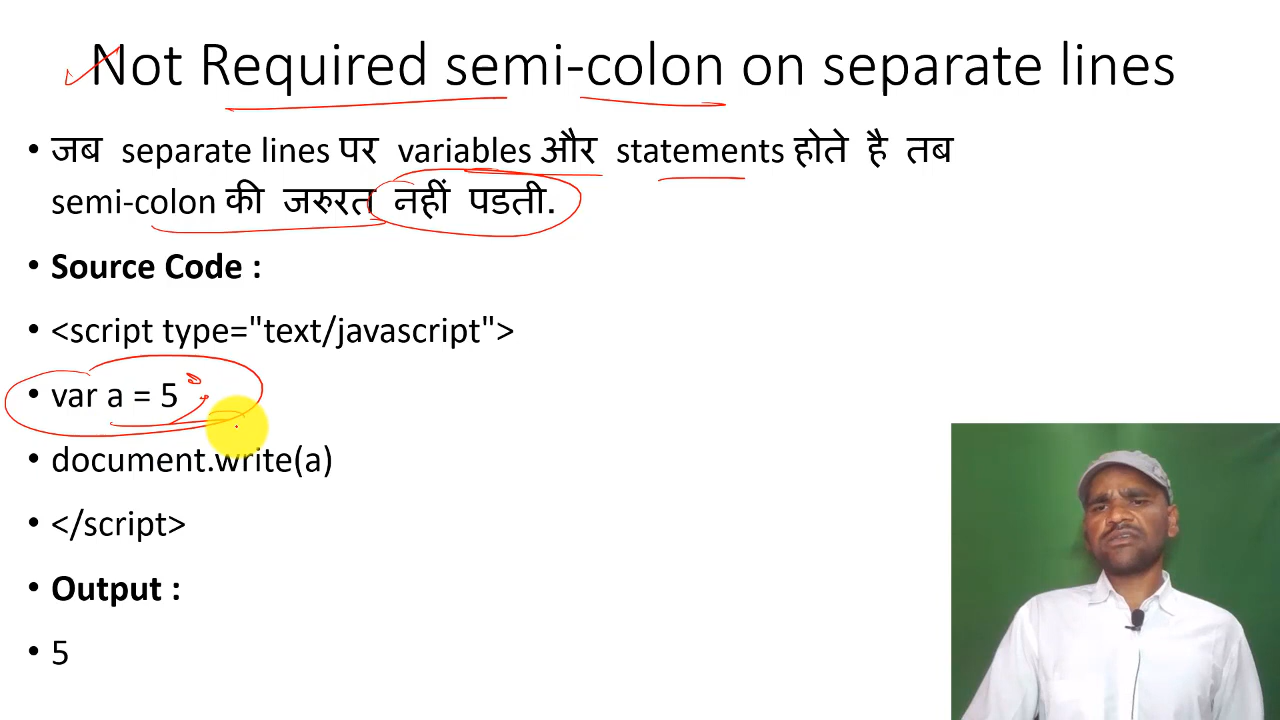 Not Required semi-colon on separate lines
• जब separate lines पर variables और statements होते है तब
semi-colon की जरुरत नहीं पडती.
• Source Code :
• <script type="text/javascript">
• var a = 5 ;
• document.write(a)
• </script>
• Output :
• 5